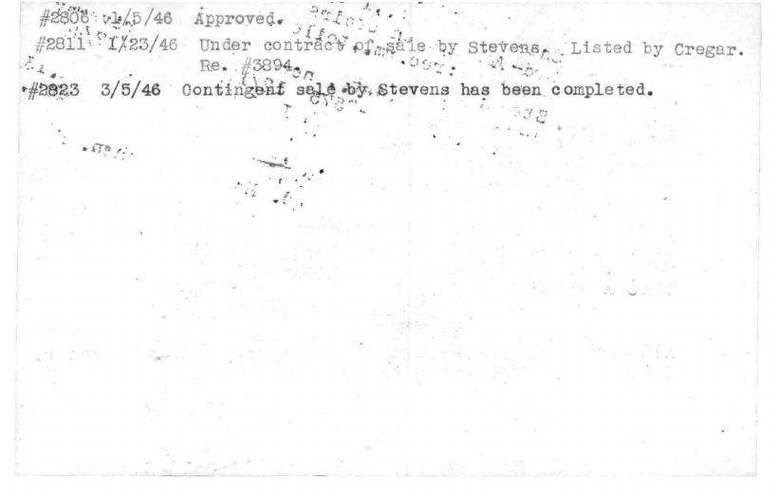 #2808 1/5/46 Approved.
#2811 1/23/46 Under contract of sale by Stevens. Listed by Cregar.
Re. #3894.
#2823 3/5/46 Contingent sale by Stevens has been completed.